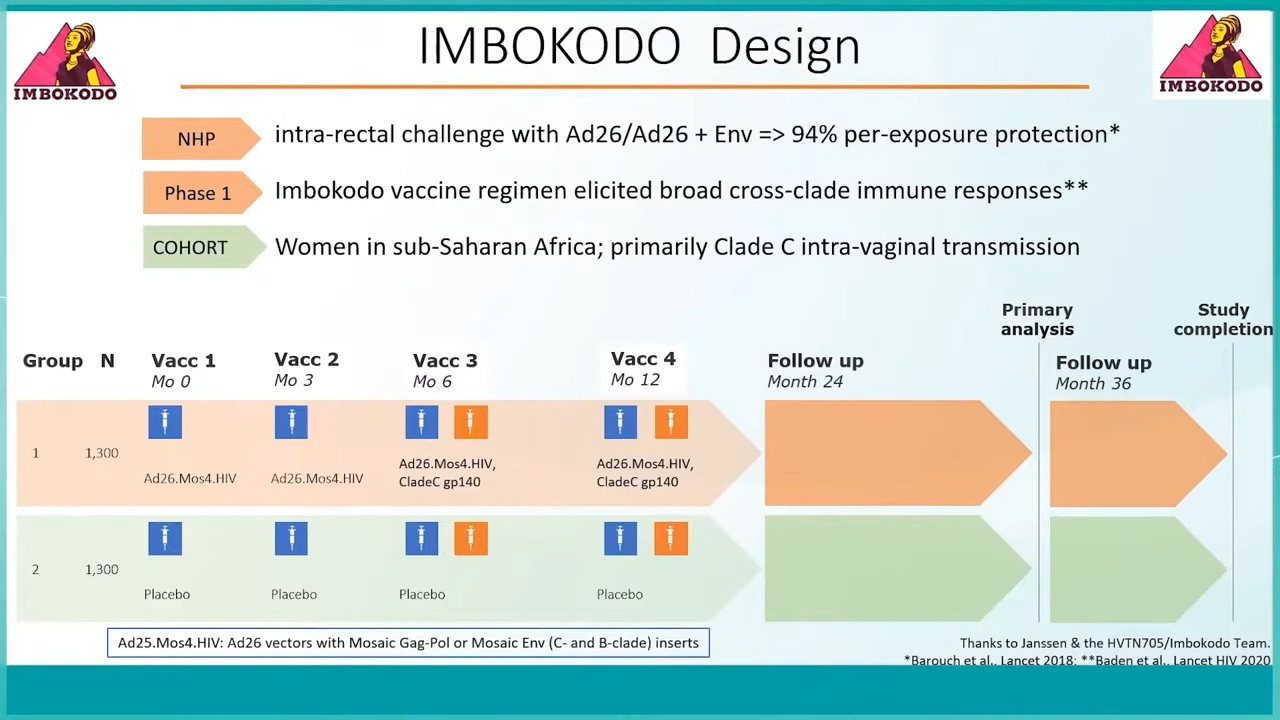 IMBOKODO Design
IMBOKODO
IMBOKODO
NHP intra-rectal challenge with Ad26/Ad26 + Env => 94% per-exposure protection*
Phase 1 Imbokodo vaccine regimen elicited broad cross-clade immune responses**
COHORT Women in sub-Saharan Africa; primarily Clade C intra-vaginal transmission
Primary analysis
Study completion
Group N Vacc 1 Vacc 2 Vacc 3 Vacc 4 Follow up Follow up
Mo 0 Mo 3 Mo 6 Mo 12 Month 24 Month 36
1 1,300
Ad26.Mos4.HIV Ad26.Mos4.HIV
Ad26.Mos4.HIV,
CladeC gp140
Ad26.Mos4.HIV,
CladeC gp140
2 1,300
Placebo Placebo Placebo Placebo
Ad25.Mos4.HIV: Ad26 vectors with Mosaic Gag-Pol or Mosaic Env (C- and B-clade) inserts
Thanks to Janssen & the HVTN705/Imbokodo Team.
*Barouch et al., Lancet 2018; **Baden et al., Lancet HIV 2020